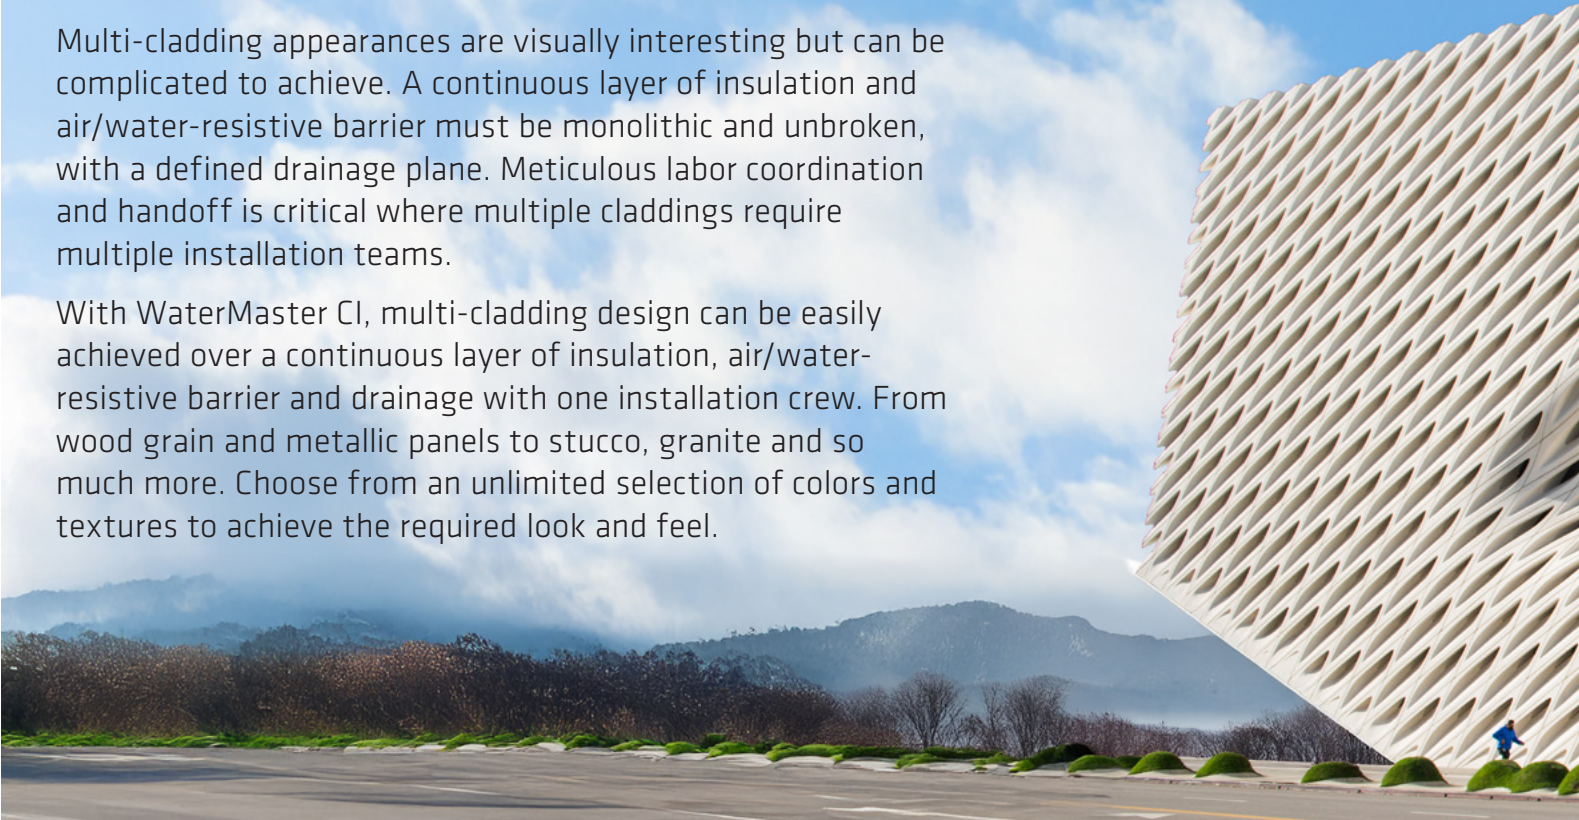 Multi-cladding appearances are visually interesting but can be
complicated to achieve. A continuous layer of insulation and
air/water-resistive barrier must be monolithic and unbroken,
with a defined drainage plane. Meticulous labor coordination
and handoff is critical where multiple claddings require
multiple installation teams.
With WaterMaster CI, multi-cladding design can be easily
achieved over a continuous layer of insulation, air/water-
resistive barrier and drainage with one installation crew. From
wood grain and metallic panels to stucco, granite and so
much more. Choose from an unlimited selection of colors and
textures to achieve the required look and feel.